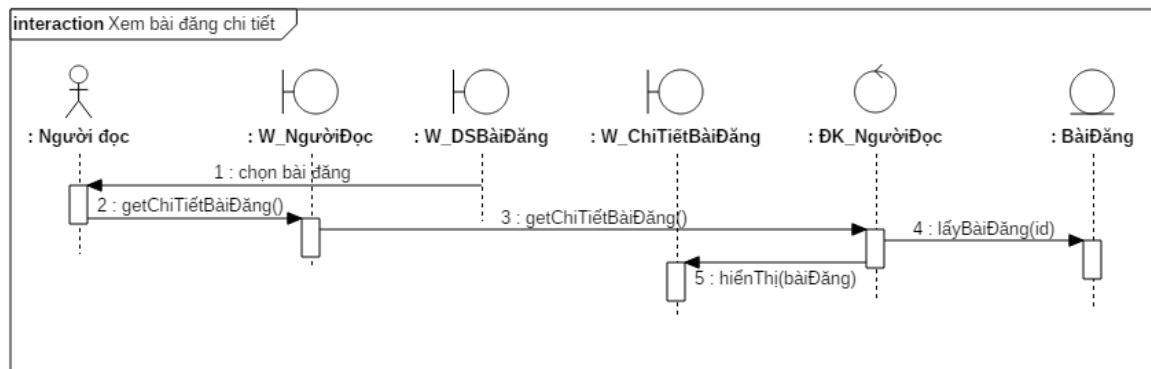 interaction Xem bài đăng chi tiết
: Người đọc
: W_NgườiĐọc
: W_DSBàiĐăng
: W_ChiTiếtBàiĐăng
: ĐK_NgườiĐọc
: BàiĐăng
1 : chọn bài đăng
2 : getChiTiếtBàiĐăng()
3 : getChiTiếtBàiĐăng()
4 : lấyBàiĐăng(id)
5 : hiểnThị(bàiĐăng)